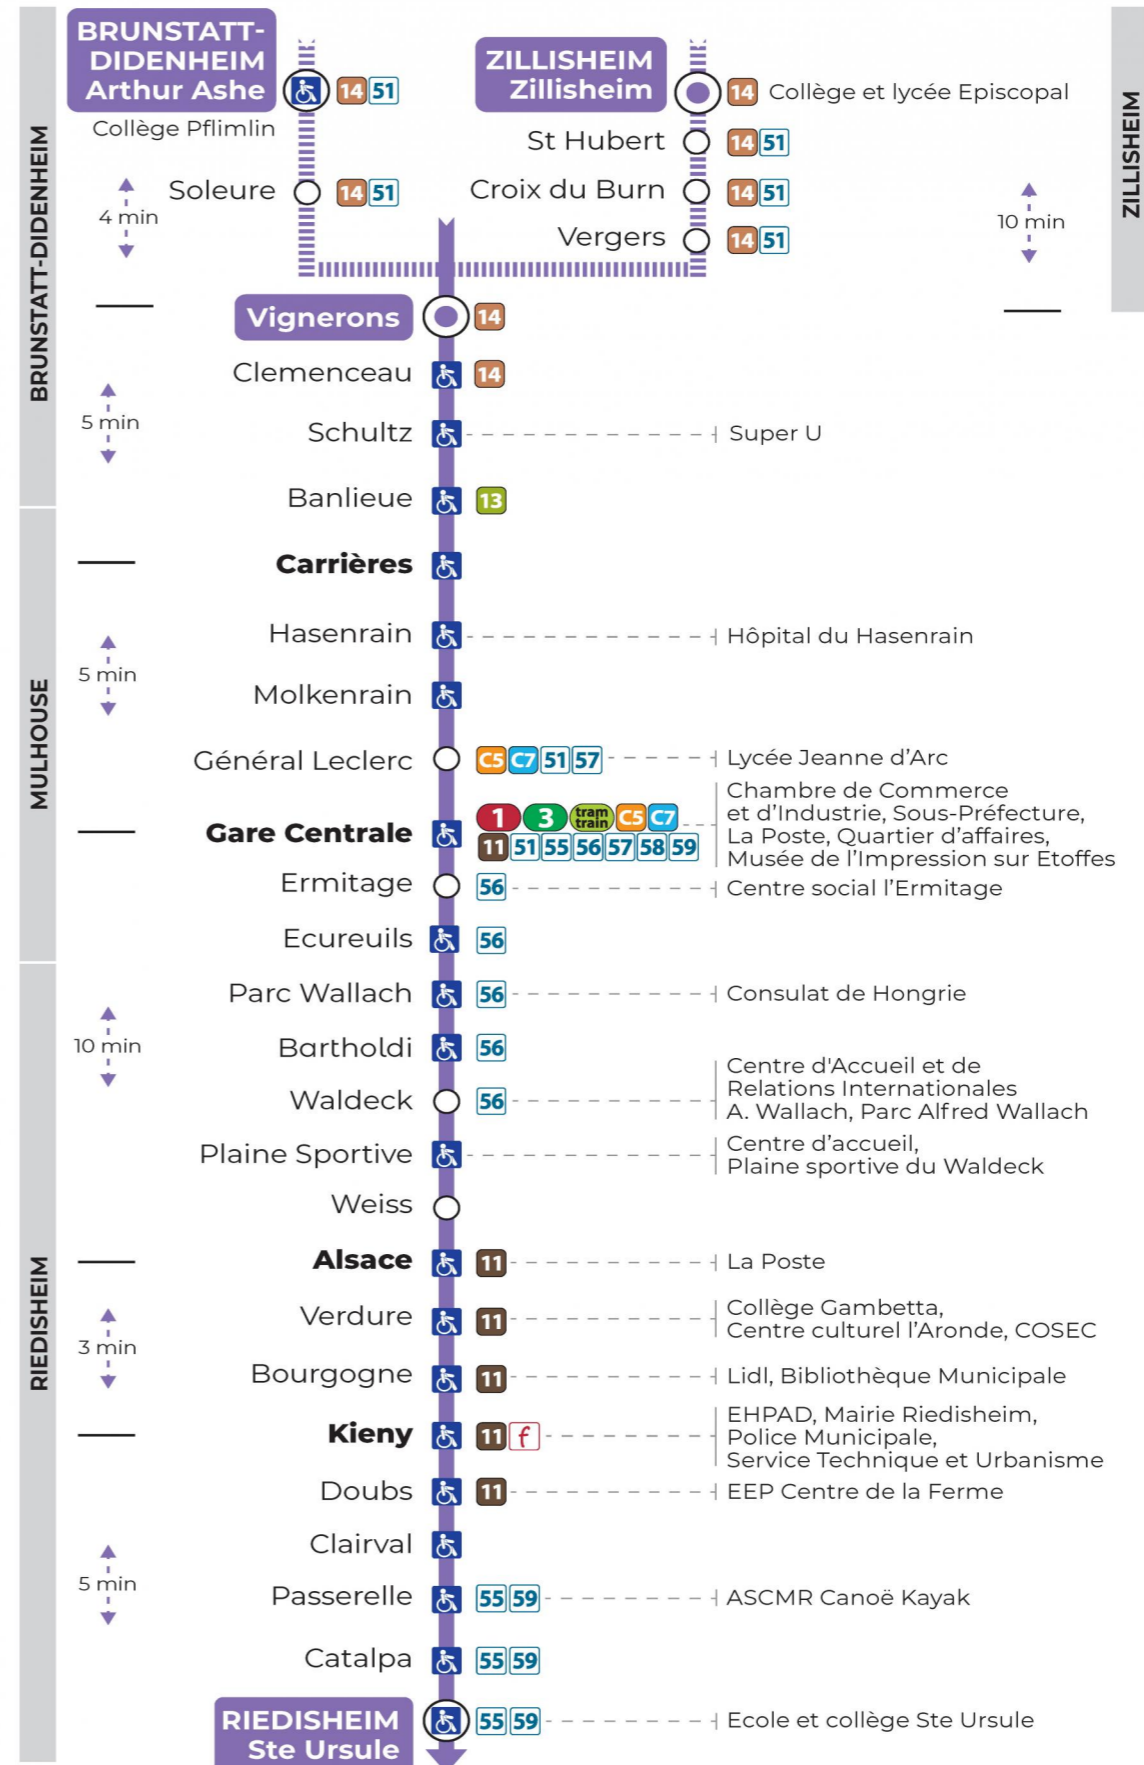 BRUNSTATT-
DIDENHEIM
Arthur Ashe
14 51
Collège Pflimlin
Soleure
14 51
4 min
ZILLISHEIM
Zillisheim
14 Collège et lycée Episcopal
St Hubert
14 51
Croix du Burn
14 51
Vergers
14 51
10 min
ZILLISHEIM
BRUNSTATT-DIDENHEIM
Vignerons
14
Clemenceau
14
5 min
Schultz
Super U
Banlieue
13
MULHOUSE
Carrières
Hasenrain
Hôpital du Hasenrain
5 min
Molkenrain
Général Leclerc
C5 C7 51 57
Lycée Jeanne d’Arc
Gare Centrale
1 3 tram
train C5 C7
11 51 55 56 57 58 59
Chambre de Commerce
et d’Industrie, Sous-Préfecture,
La Poste, Quartier d’affaires,
Musée de l’Impression sur Etoffes
Ermitage
56
Centre social l’Ermitage
Ecureuils
56
RIEDISHEIM
Parc Wallach
56
Consulat de Hongrie
10 min
Bartholdi
56
Waldeck
56
Centre d'Accueil et de
Relations Internationales
A. Wallach, Parc Alfred Wallach
Plaine Sportive
Centre d’accueil,
Plaine sportive du Waldeck
Weiss
Alsace
11
La Poste
Verdure
11
Collège Gambetta,
Centre culturel l’Aronde, COSEC
3 min
Bourgogne
11
Lidl, Bibliothèque Municipale
Kieny
11 f
EHPAD, Mairie Riedisheim,
Police Municipale,
Service Technique et Urbanisme
Doubs
11
EEP Centre de la Ferme
Clairval
5 min
Passerelle
55 59
ASCMR Canoë Kayak
Catalpa
55 59
RIEDISHEIM
Ste Ursule
55 59
Ecole et collège Ste Ursule